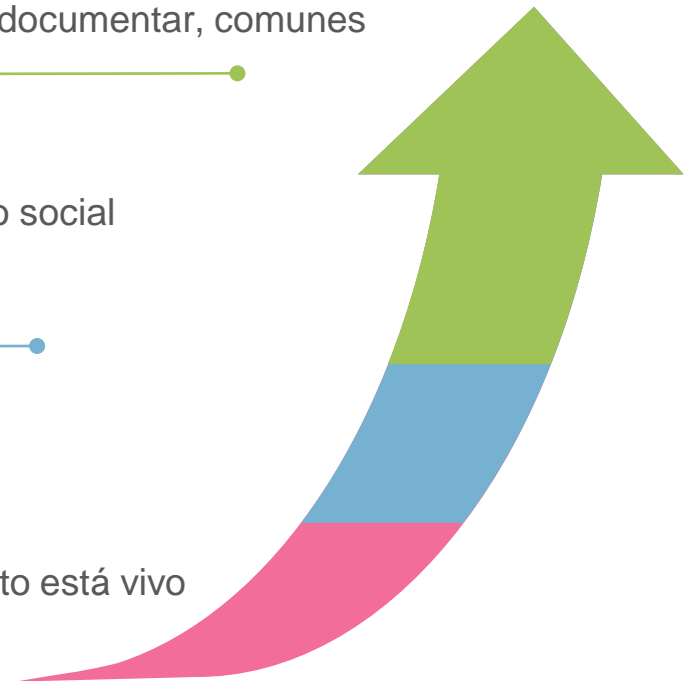 documentar, comunes
o social
to está vivo